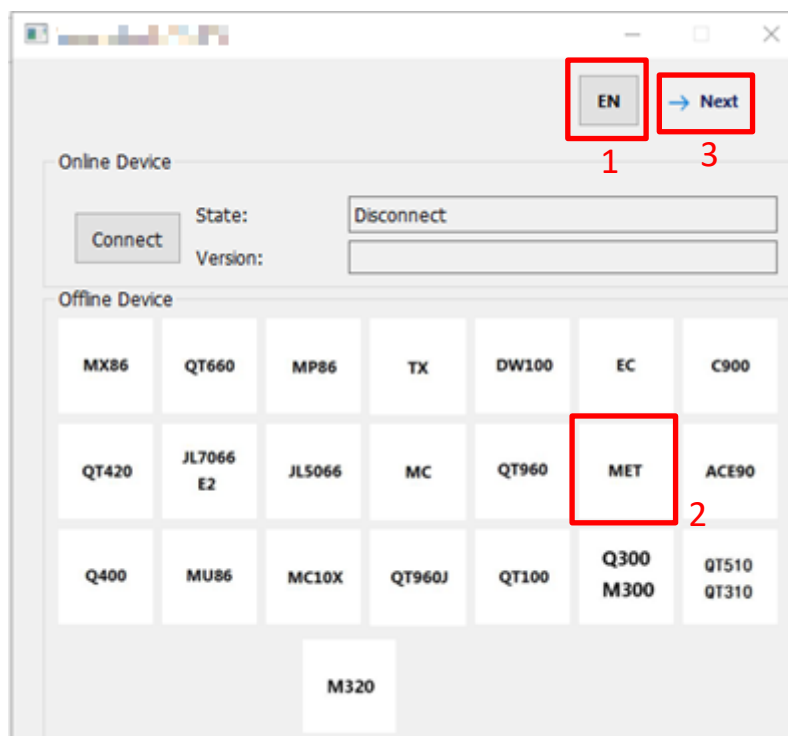 EN → Next
1 3
Online Device
Connect
State: Disconnect
Version:
Offline Device
MX86 QT660 MP86 TX DW100 EC C900
QT420 JL7066 E2 JL5066 MC QT960 MET ACE90
2
Q400 MU86 MC10X QT960J QT100 Q300 M300 QT510 QT310
M320